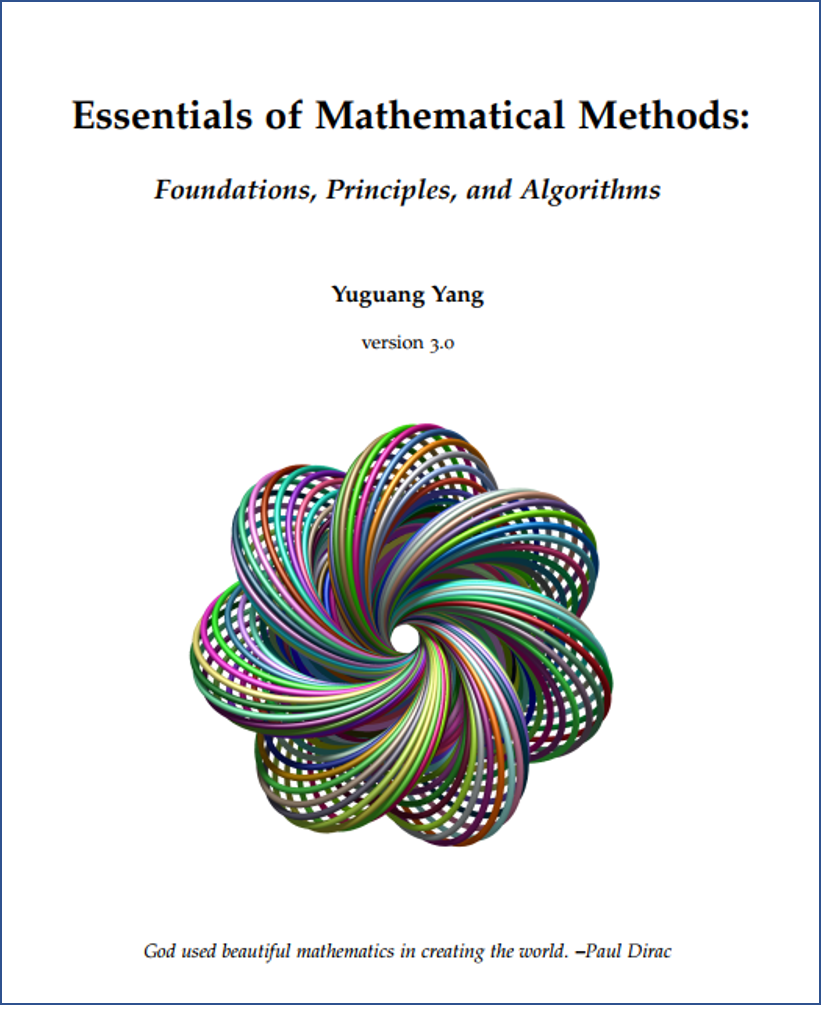 Essentials of Mathematical Methods:
Foundations, Principles, and Algorithms
Yuguang Yang
version 3.0
God used beautiful mathematics in creating the world. –Paul Dirac